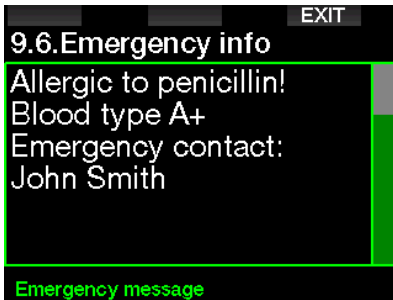 EXIT
9.6.Emergency info
Allergic to penicillin!
Blood type A+
Emergency contact:
John Smith
Emergency message